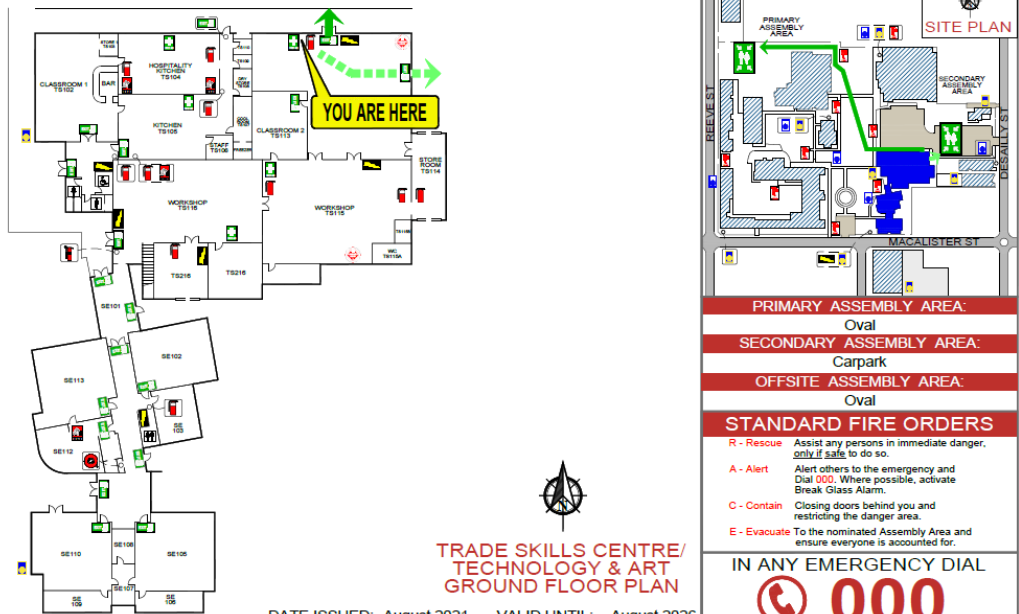 STORE
CLASSROOM 1
TS102
BAR
HOSPITALITY
KITCHEN
TS104
KITCHEN
TS105
STAFF
TS106
CLASSROOM 2
TS113
YOU ARE HERE
STORE
ROOM
TS114
WORKSHOP
TS116
WORKSHOP
TS115
WC
TS115A
TS216
TS216
SE101
SE102
SE113
SE
103
SE112
SE110
SE108
SE105
SE107
SE
109
SE
106
N
TRADE SKILLS CENTRE/
TECHNOLOGY & ART
GROUND FLOOR PLAN
DATE ISSUED: August 2021 VALID UNTIL: August 2026
SITE PLAN
PRIMARY
ASSEMBLY
AREA
SECONDARY
ASSEMBLY
AREA
REEVE ST
DESAILLY ST
MACALISTER ST
PRIMARY ASSEMBLY AREA:
Oval
SECONDARY ASSEMBLY AREA:
Carpark
OFFSITE ASSEMBLY AREA:
Oval
STANDARD FIRE ORDERS
R - Rescue Assist any persons in immediate danger,
only if safe to do so.
A - Alert Alert others to the emergency and
Dial 000. Where possible, activate
Break Glass Alarm.
C - Contain Closing doors behind you and
restricting the danger area.
E - Evacuate To the nominated Assembly Area and
ensure everyone is accounted for.
IN ANY EMERGENCY DIAL
000